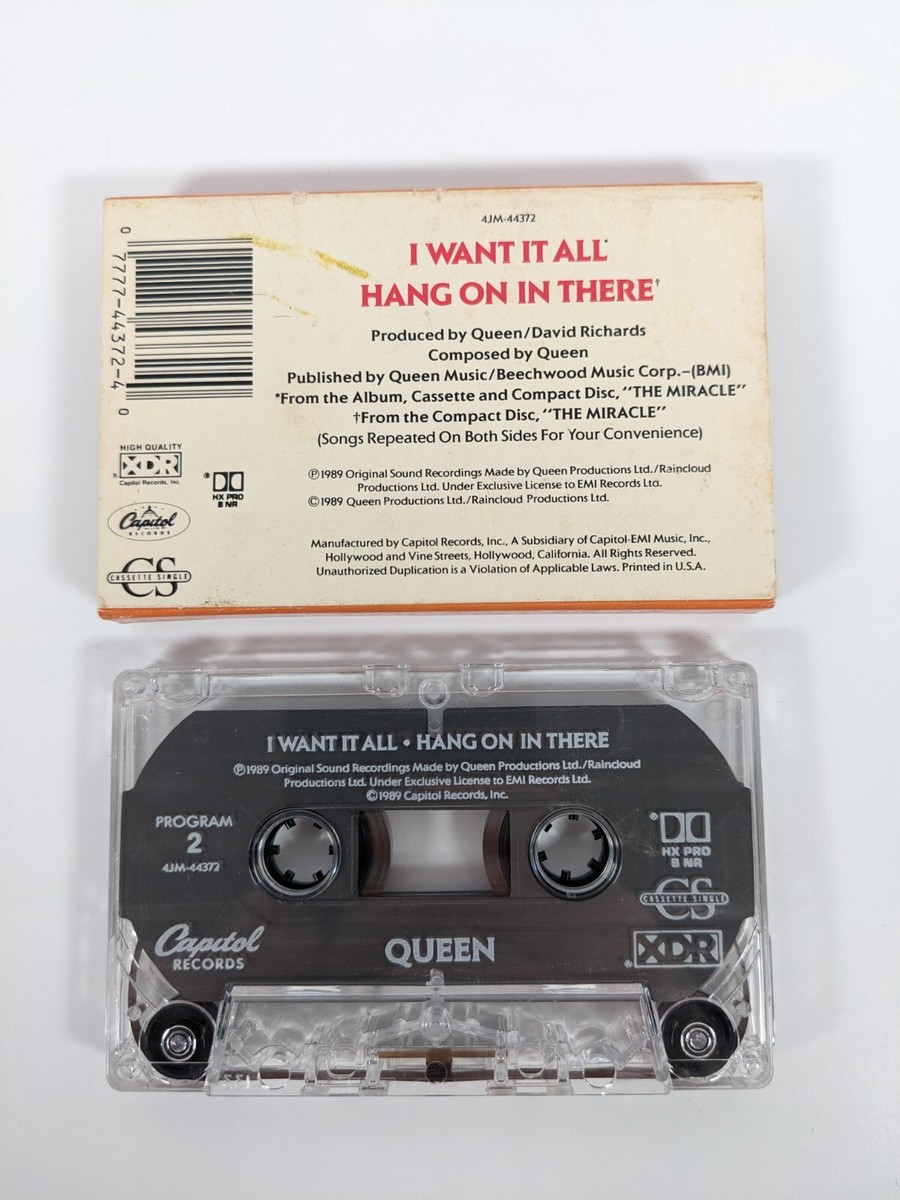 4JM-44372
I WANT IT ALL*
HANG ON IN THERE†
Produced by Queen/David Richards
Composed by Queen
Published by Queen Music/Beechwood Music Corp.–(BMI)
*From the Album, Cassette and Compact Disc, "THE MIRACLE"
†From the Compact Disc, "THE MIRACLE"
(Songs Repeated On Both Sides For Your Convenience)
℗1989 Original Sound Recordings Made by Queen Productions Ltd./Raincloud
Productions Ltd. Under Exclusive License to EMI Records Ltd.
©1989 Queen Productions Ltd./Raincloud Productions Ltd.
Manufactured by Capitol Records, Inc., A Subsidiary of Capitol-EMI Music, Inc.,
Hollywood and Vine Streets, Hollywood, California. All Rights Reserved.
Unauthorized Duplication is a Violation of Applicable Laws. Printed in U.S.A.
0 7777-44372-4 0
HIGH QUALITY
XDR
Capitol Records, Inc.
HX PRO
B NR
Capitol
RECORDS
CS
CASSETTE SINGLE
I WANT IT ALL • HANG ON IN THERE
℗1989 Original Sound Recordings Made by Queen Productions Ltd./Raincloud
Productions Ltd. Under Exclusive License to EMI Records Ltd.
©1989 Capitol Records, Inc.
PROGRAM
2
4JM-44372
HX PRO
B NR
CS
CASSETTE SINGLE
Capitol
RECORDS
QUEEN
XDR